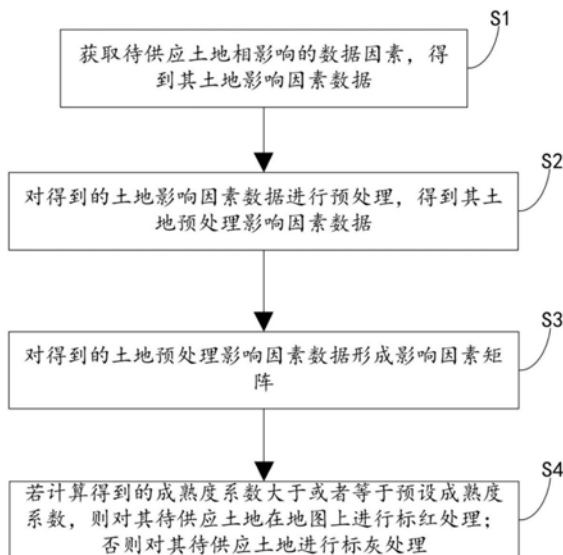 S1
获取待供应土地相影响的数据因素，得
到其土地影响因素数据
S2
对得到的土地影响因素数据进行预处理，得到其土
地预处理影响因素数据
S3
对得到的土地预处理影响因素数据形成影响因素矩
阵
S4
若计算得到的成熟度系数大于或者等于预设成熟度
系数，则对其待供应土地在地图上进行标红处理；
否则对其待供应土地进行标灰处理